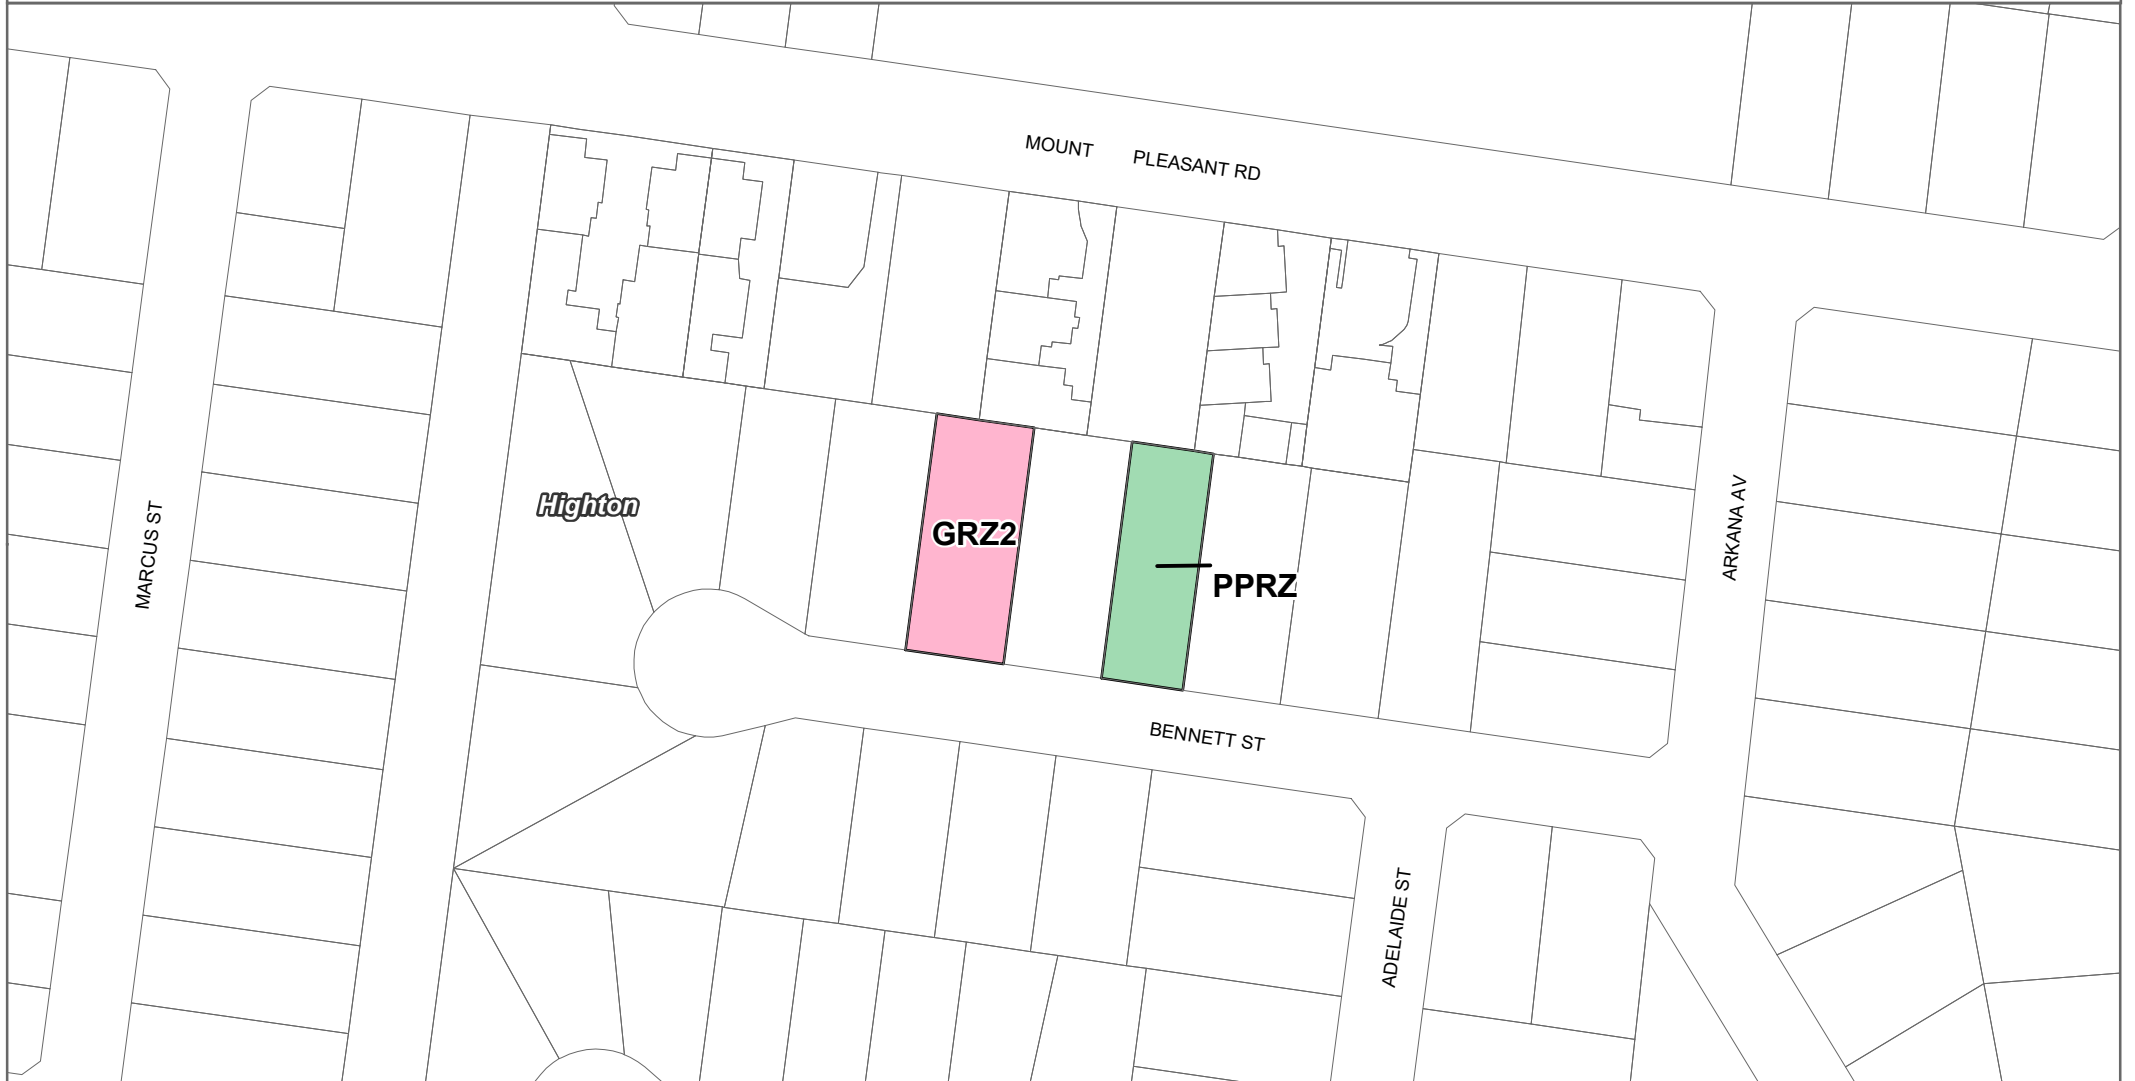 MOUNT PLEASANT RD
Highton
GRZ2
PPRZ
MARCUS ST
ARKANA AV
BENNETT ST
ADELAIDE ST